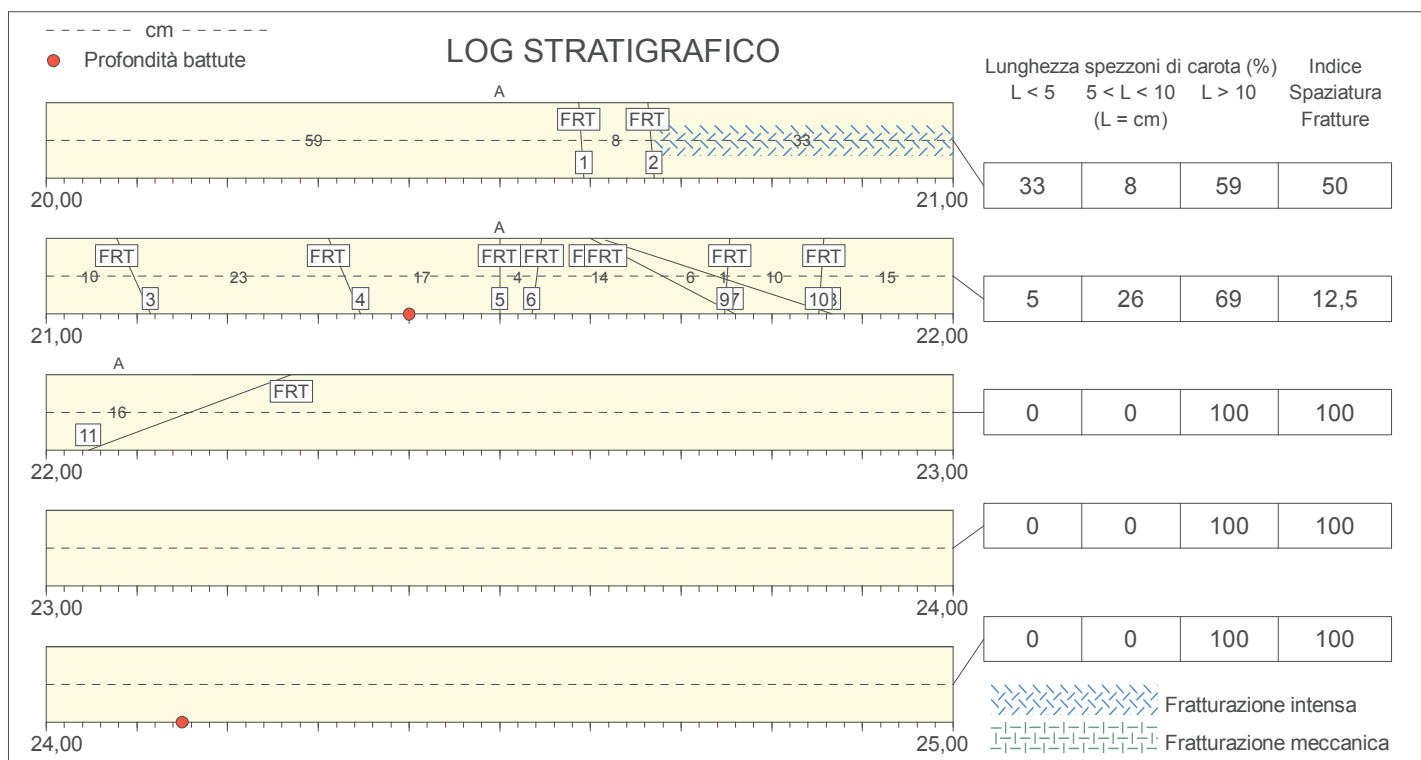 cm
Profondità battute
LOG STRATIGRAFICO
Lunghezza spezzoni di carota (%) Indice
L < 5 5 < L < 10 L > 10 Spaziatura
(L = cm) Fratture
A
FRT FRT
59 8 33
1 2
20,00 21,00
33 8 59 50
A
FRT FRT FRT FRT FRT FRT FRT
10 23 17 4 14 6 1 10 15
3 4 5 6 9 7 10
21,00 22,00
5 26 69 12,5
A
FRT
16
11
22,00 23,00
0 0 100 100
23,00 24,00
0 0 100 100
24,00 25,00
0 0 100 100
Fratturazione intensa
Fratturazione meccanica